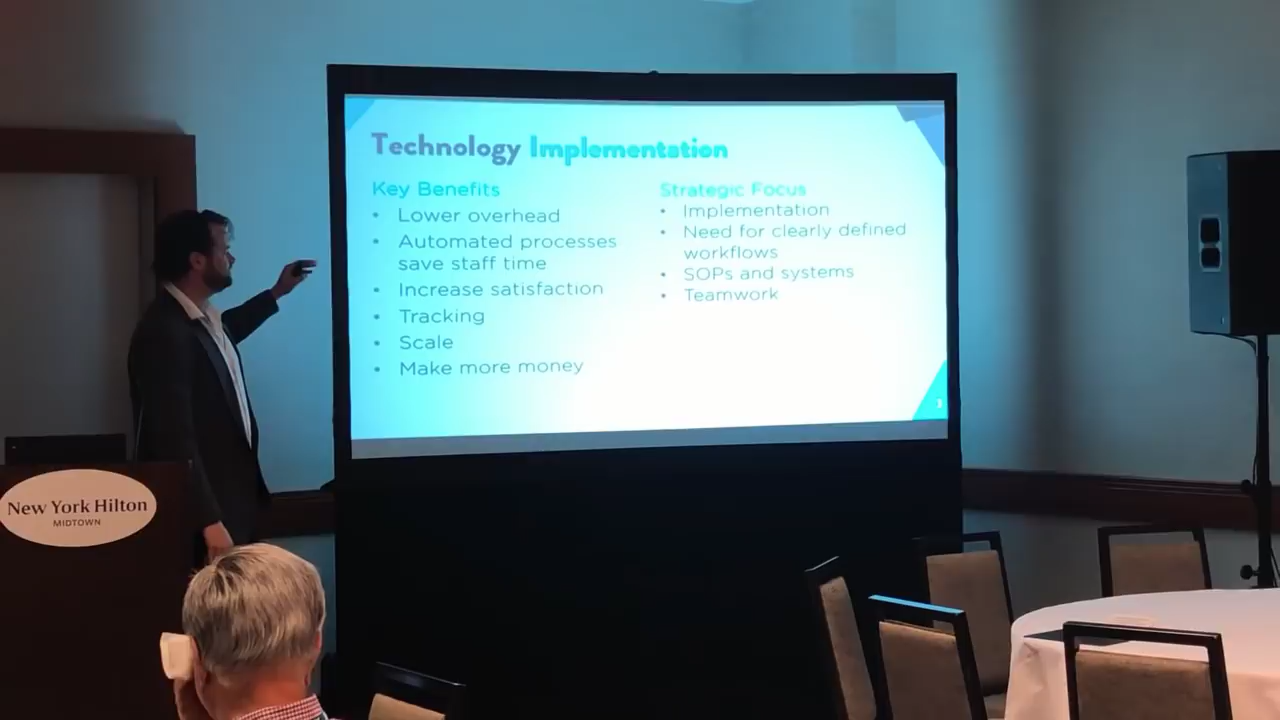 Technology Implementation
Key Benefits
• Lower overhead
• Automated processes
save staff time
• Increase satisfaction
• Tracking
• Scale
• Make more money
Strategic Focus
• Implementation
• Need for clearly defined
workflows
• SOPs and systems
• Teamwork
3
New York Hilton
MIDTOWN